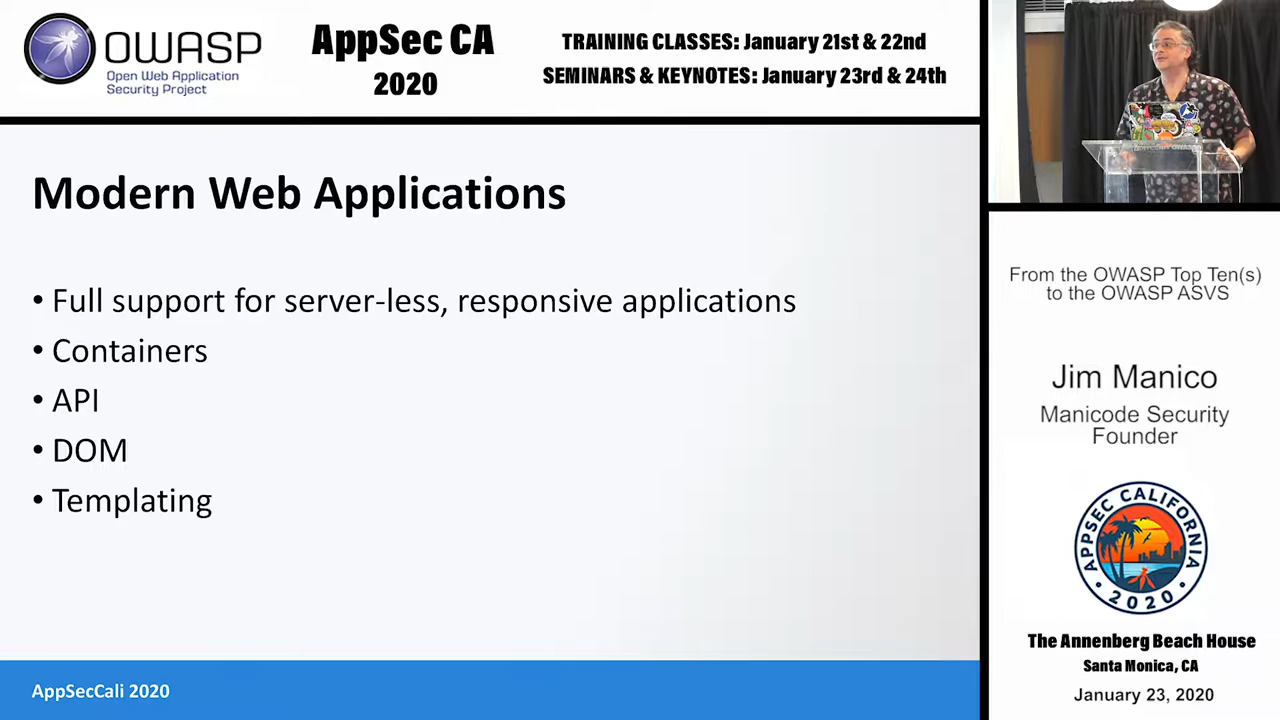 OWASP
Open Web Application
Security Project
AppSec CA
2020
TRAINING CLASSES: January 21st & 22nd
SEMINARS & KEYNOTES: January 23rd & 24th
Modern Web Applications
• Full support for server-less, responsive applications
• Containers
• API
• DOM
• Templating
AppSecCali 2020
From the OWASP Top Ten(s)
to the OWASP ASVS
Jim Manico
Manicode Security
Founder
APPSEC CALIFORNIA
• 2020 •
The Annenberg Beach House
Santa Monica, CA
January 23, 2020